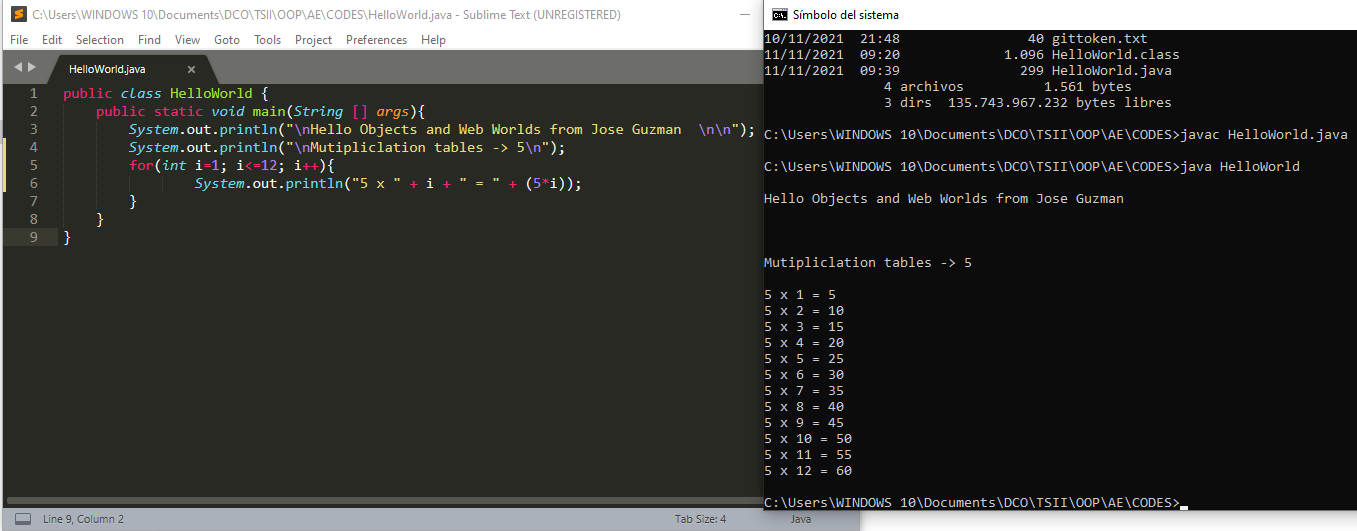 C:\Users\WINDOWS 10\Documents\DCO\TSII\OOP\AE\CODES\HelloWorld.java - Sublime Text (UNREGISTERED)
File Edit Selection Find View Goto Tools Project Preferences Help
HelloWorld.java
1 public class HelloWorld {
2     public static void main(String [] args){
3         System.out.println("\nHello Objects and Web Worlds from Jose Guzman  \n\n");
4         System.out.println("\nMutipliclation tables -> 5\n");
5         for(int i=1; i<=12; i++){
6                 System.out.println("5 x " + i + " = " + (5*i));
7         }
8     }
9 }
Line 9, Column 2
Tab Size: 4
Java
Símbolo del sistema
10/11/2021  21:48                40 gittoken.txt
11/11/2021  09:20             1.096 HelloWorld.class
11/11/2021  09:39               299 HelloWorld.java
               4 archivos          1.561 bytes
               3 dirs  135.743.967.232 bytes libres
C:\Users\WINDOWS 10\Documents\DCO\TSII\OOP\AE\CODES>javac HelloWorld.java
C:\Users\WINDOWS 10\Documents\DCO\TSII\OOP\AE\CODES>java HelloWorld
Hello Objects and Web Worlds from Jose Guzman
Mutipliclation tables -> 5
5 x 1 = 5
5 x 2 = 10
5 x 3 = 15
5 x 4 = 20
5 x 5 = 25
5 x 6 = 30
5 x 7 = 35
5 x 8 = 40
5 x 9 = 45
5 x 10 = 50
5 x 11 = 55
5 x 12 = 60
C:\Users\WINDOWS 10\Documents\DCO\TSII\OOP\AE\CODES>